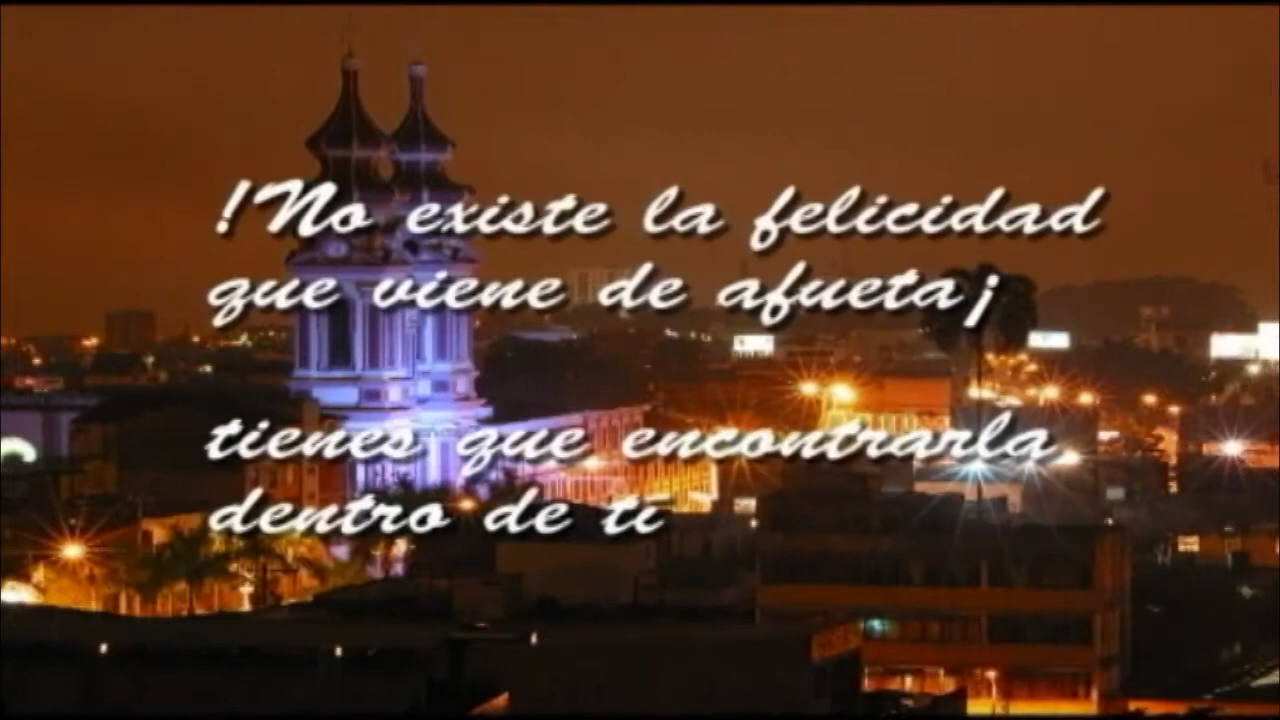 !No existe la felicidad
que viene de afueta¡
tienes que encontrarla
dentro de ti